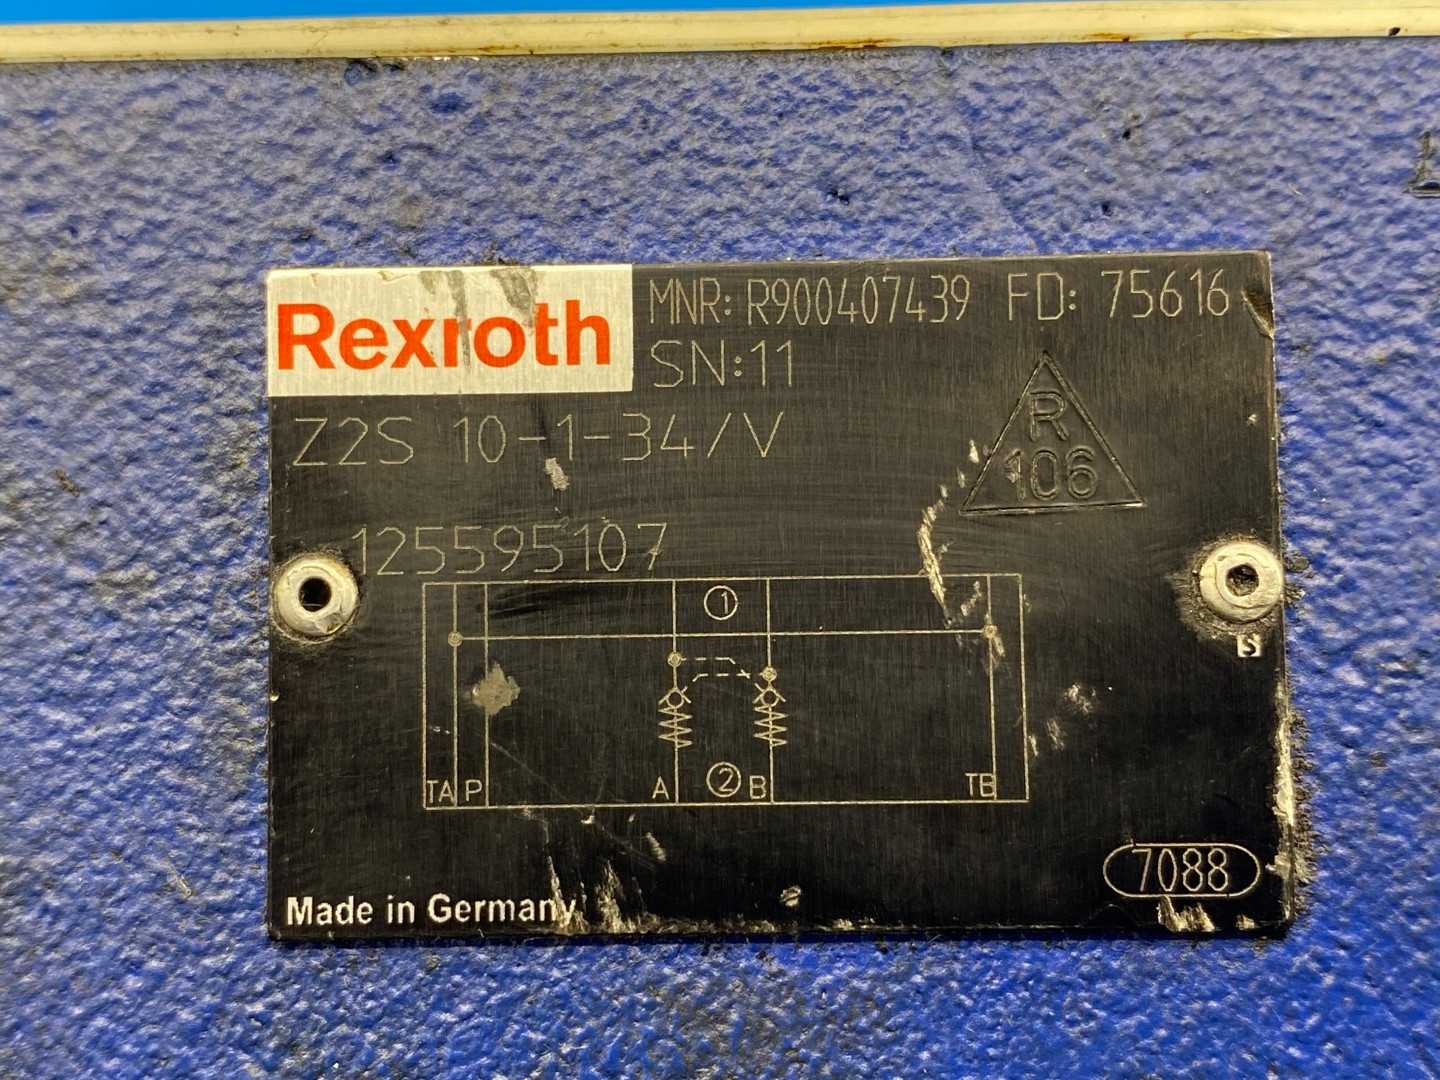 Rexroth
MNR: R900407439 FD: 75616
SN:11
Z2S 10-1-34/V
R
106
125595107
1
TA P A 2 B TB
S
7088
Made in Germany